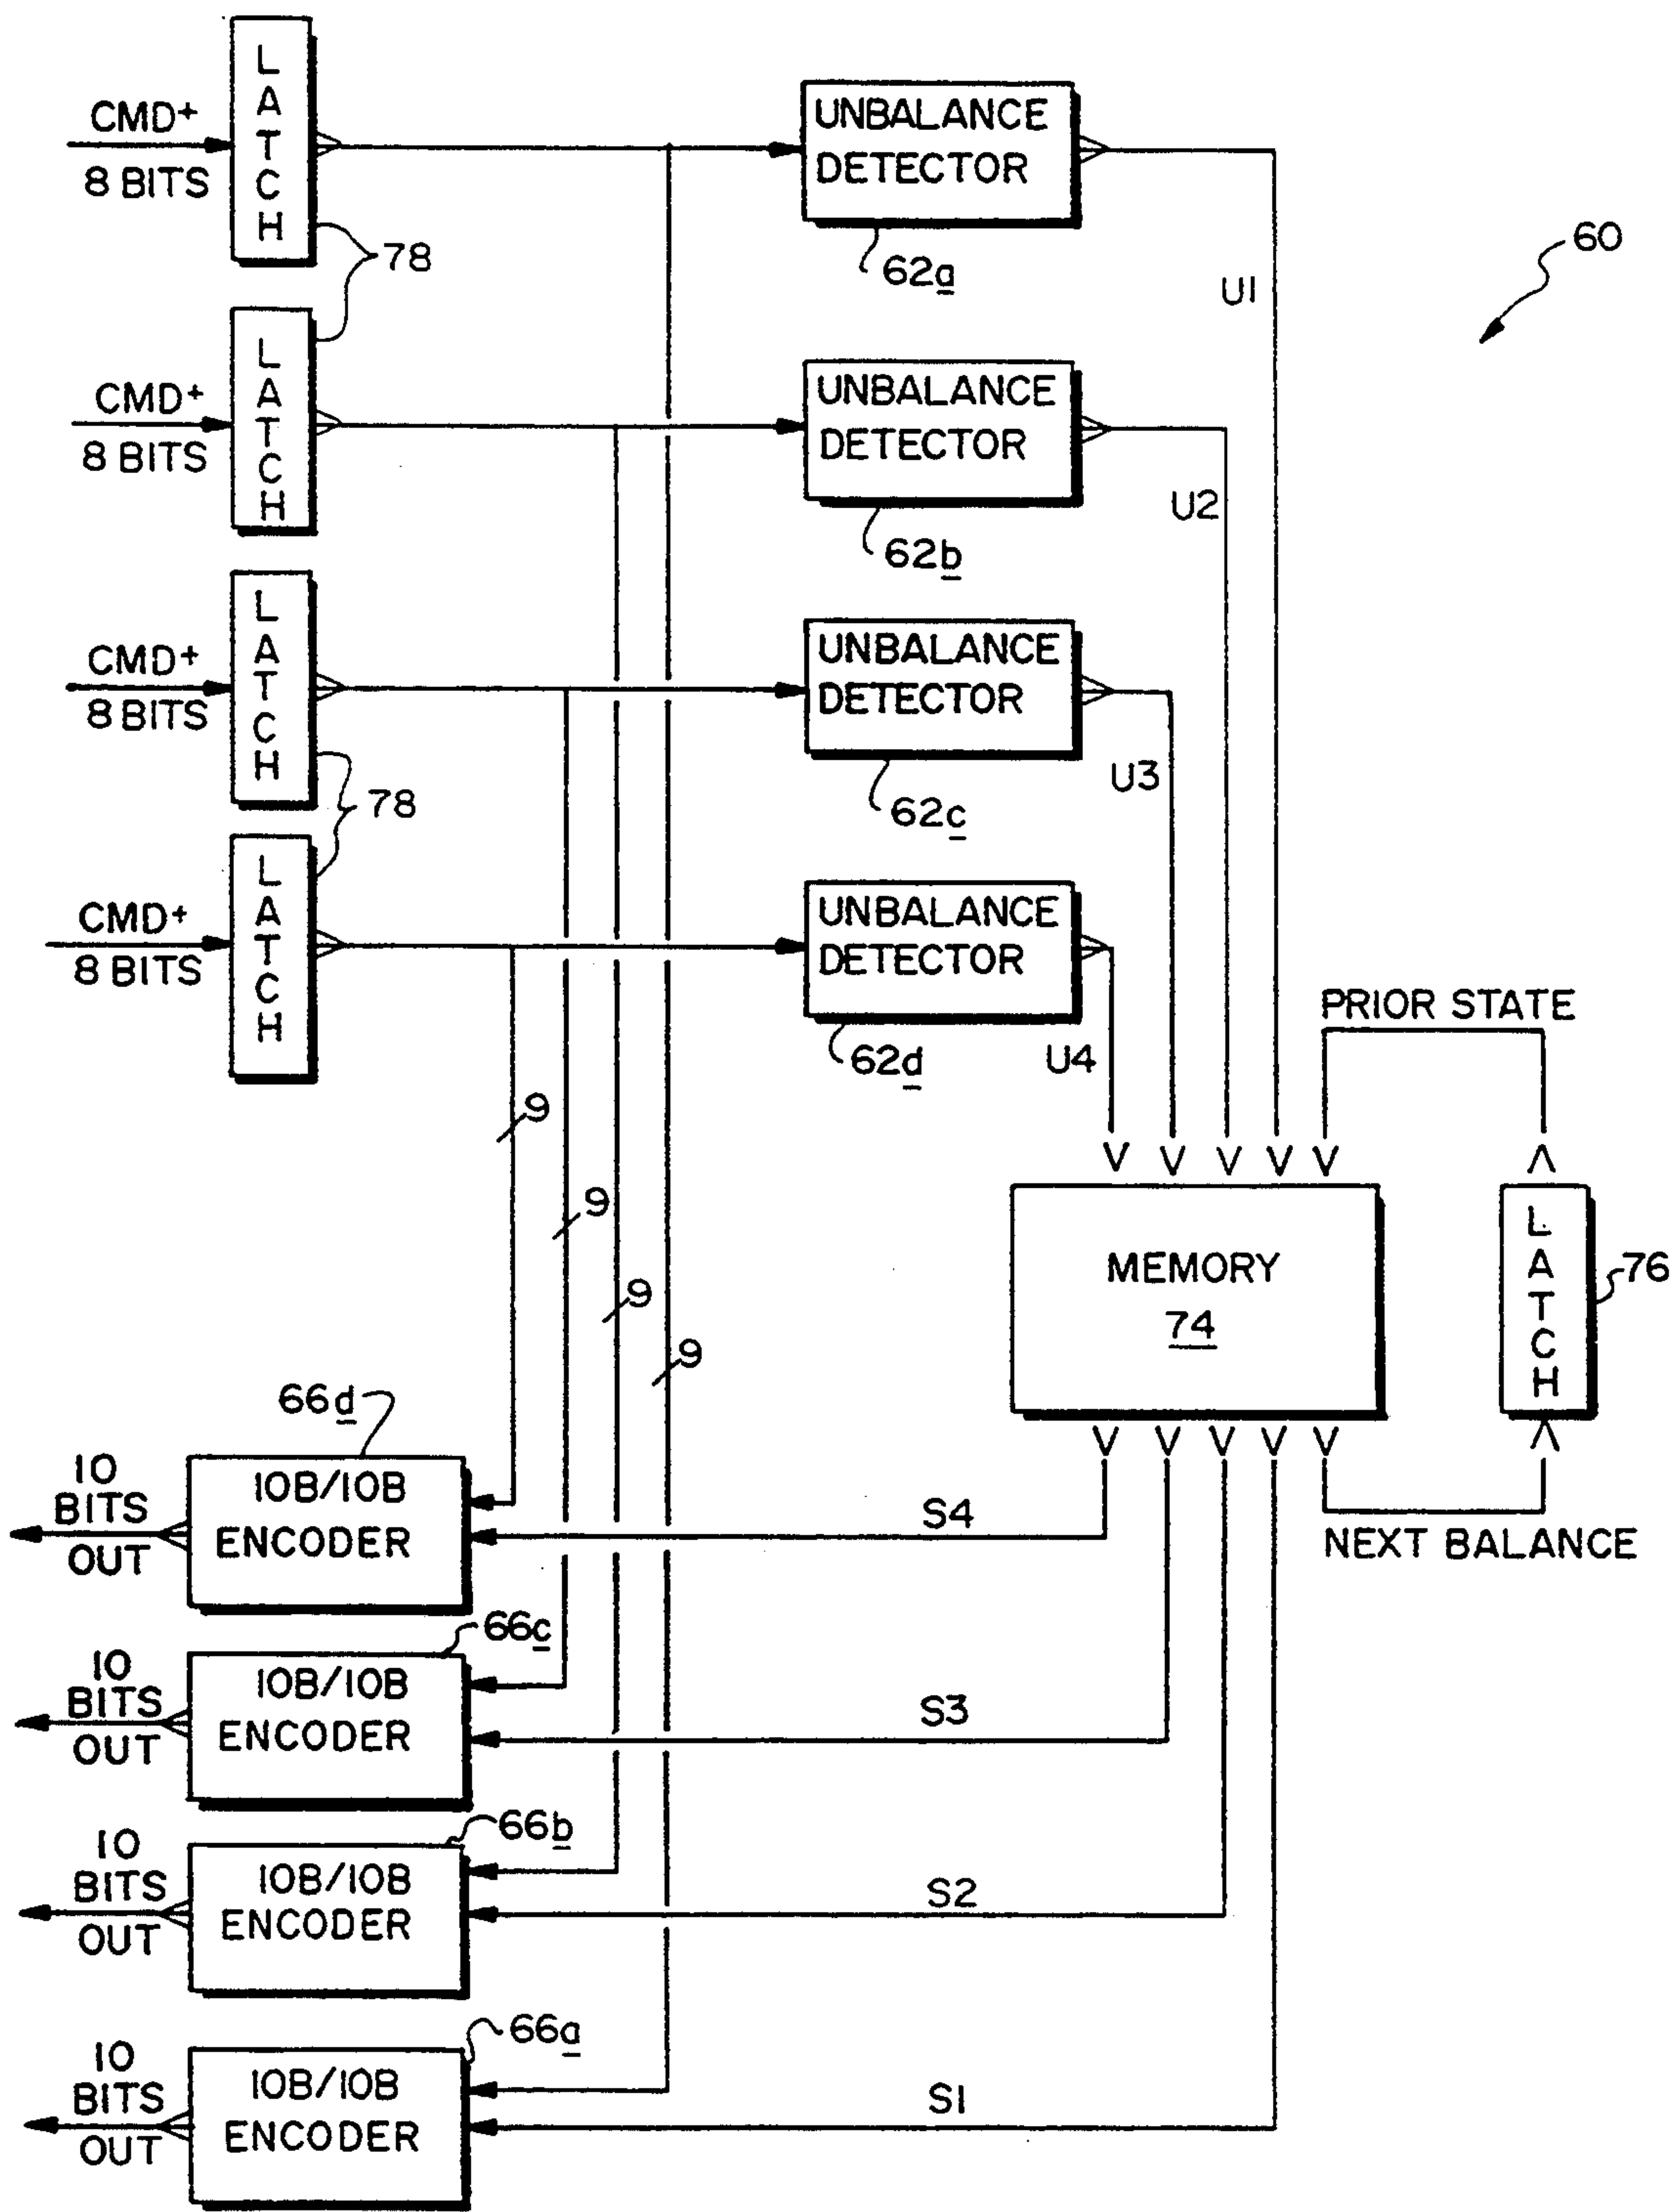 CMD+
8 BITS
LATCH
UNBALANCE
DETECTOR
62a
78
U1
60
CMD+
8 BITS
LATCH
UNBALANCE
DETECTOR
62b
U2
CMD+
8 BITS
LATCH
UNBALANCE
DETECTOR
62c
U3
78
CMD+
8 BITS
LATCH
UNBALANCE
DETECTOR
62d
U4
PRIOR STATE
9
9
9
9
MEMORY
74
LATCH
76
NEXT BALANCE
66d
10
BITS
OUT
10B/10B
ENCODER
S4
66c
10
BITS
OUT
10B/10B
ENCODER
S3
66b
10
BITS
OUT
10B/10B
ENCODER
S2
66a
10
BITS
OUT
10B/10B
ENCODER
S1